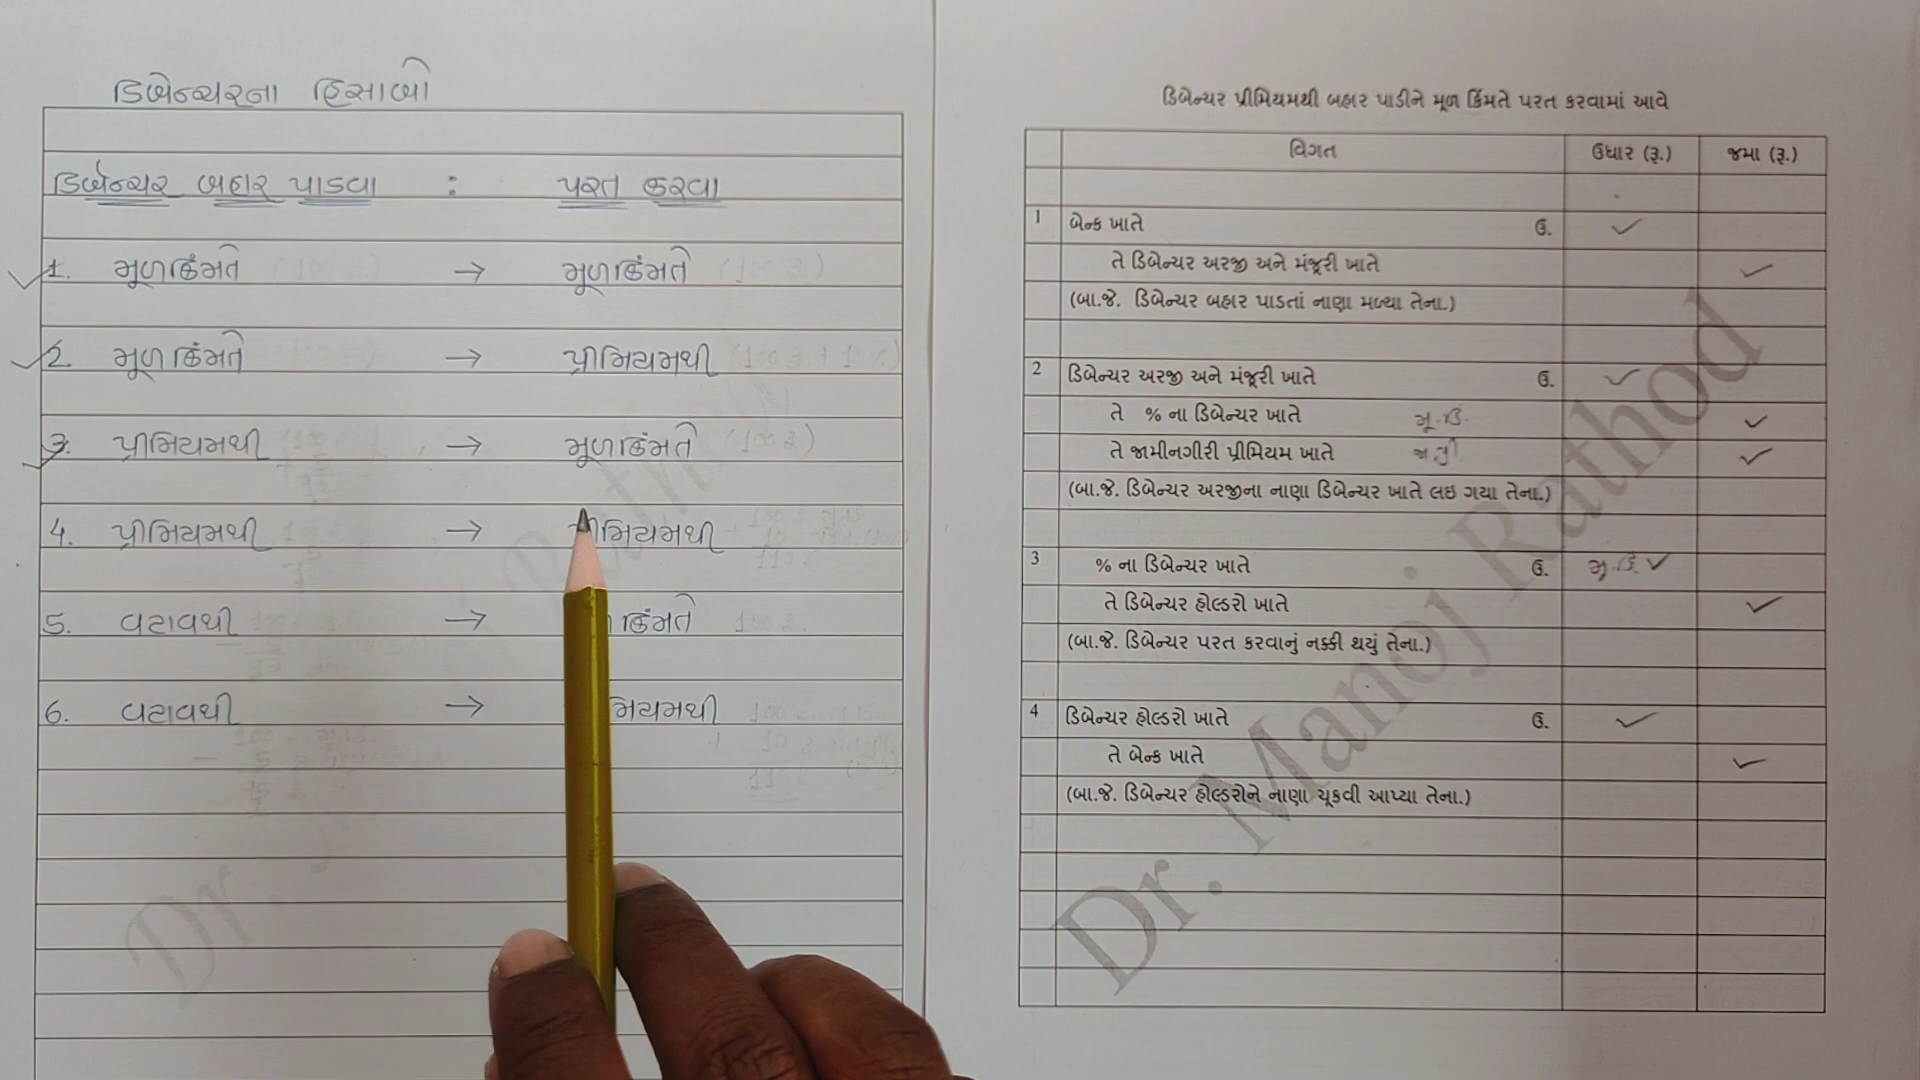 ડિબેન્ચરના હિસાબો
ડિબેન્ચર બહાર પાડવા : પરત કરવા
1. મૂળકિંમતે → મૂળકિંમતે (100 રૂ.)
2. મૂળકિંમતે → પ્રીમિયમથી (100 રૂ + 10%)
3. પ્રીમિયમથી → મૂળકિંમતે (100 રૂ)
4. પ્રીમિયમથી →
5. વટાવથી →
6. વટાવથી →
ડિબેન્ચર પ્રીમિયમથી બહાર પાડીને મૂળ કિંમતે પરત કરવામાં આવે
વિગત ઉધાર (રૂ.) જમા (રૂ.)
1 બેન્ક ખાતે ઉ. ✓
તે ડિબેન્ચર અરજી અને મંજૂરી ખાતે ✓
(બા.જે. ડિબેન્ચર બહાર પાડતાં નાણા મળ્યા તેના.)
2 ડિબેન્ચર અરજી અને મંજૂરી ખાતે ઉ. ✓
તે % ના ડિબેન્ચર ખાતે મૂ.કિં. ✓
તે જામીનગીરી પ્રીમિયમ ખાતે ✓
(બા.જે. ડિબેન્ચર અરજીના નાણા ડિબેન્ચર ખાતે લઇ ગયા તેના.)
3 % ના ડિબેન્ચર ખાતે ઉ. મૂ.કિં. ✓
તે ડિબેન્ચર હોલ્ડરો ખાતે ✓
(બા.જે. ડિબેન્ચર પરત કરવાનું નક્કી થયું તેના.)
4 ડિબેન્ચર હોલ્ડરો ખાતે ઉ. ✓
તે બેન્ક ખાતે ✓
(બા.જે. ડિબેન્ચર હોલ્ડરોને નાણા ચૂકવી આપ્યા તેના.)
Dr. Manoj Rathod